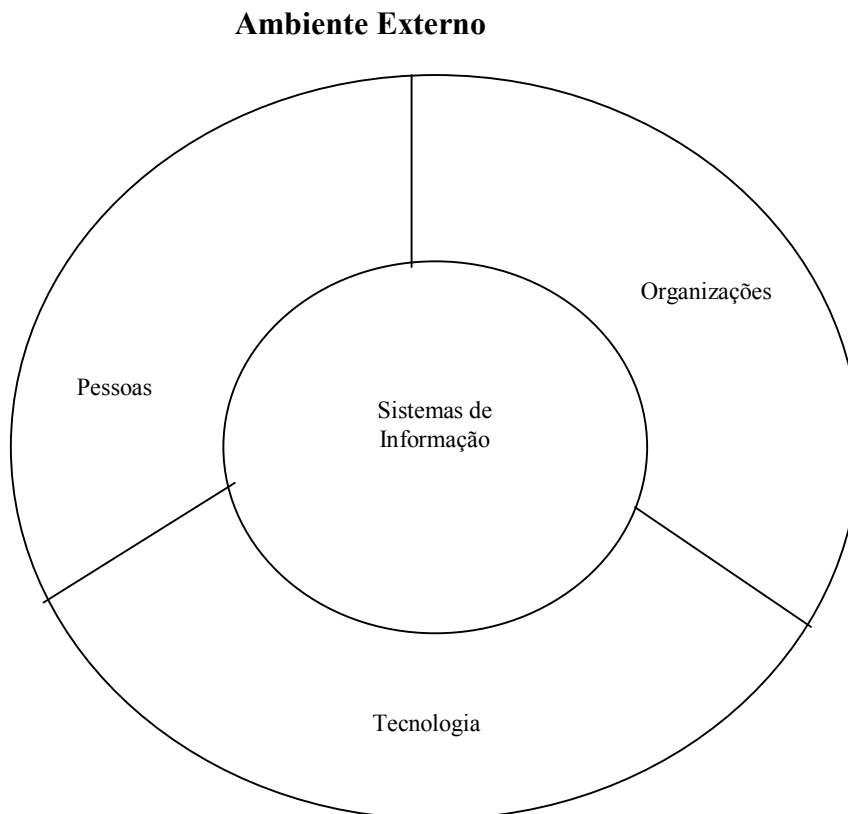 Ambiente Externo
Organizações
Pessoas
Sistemas de
Informação
Tecnologia